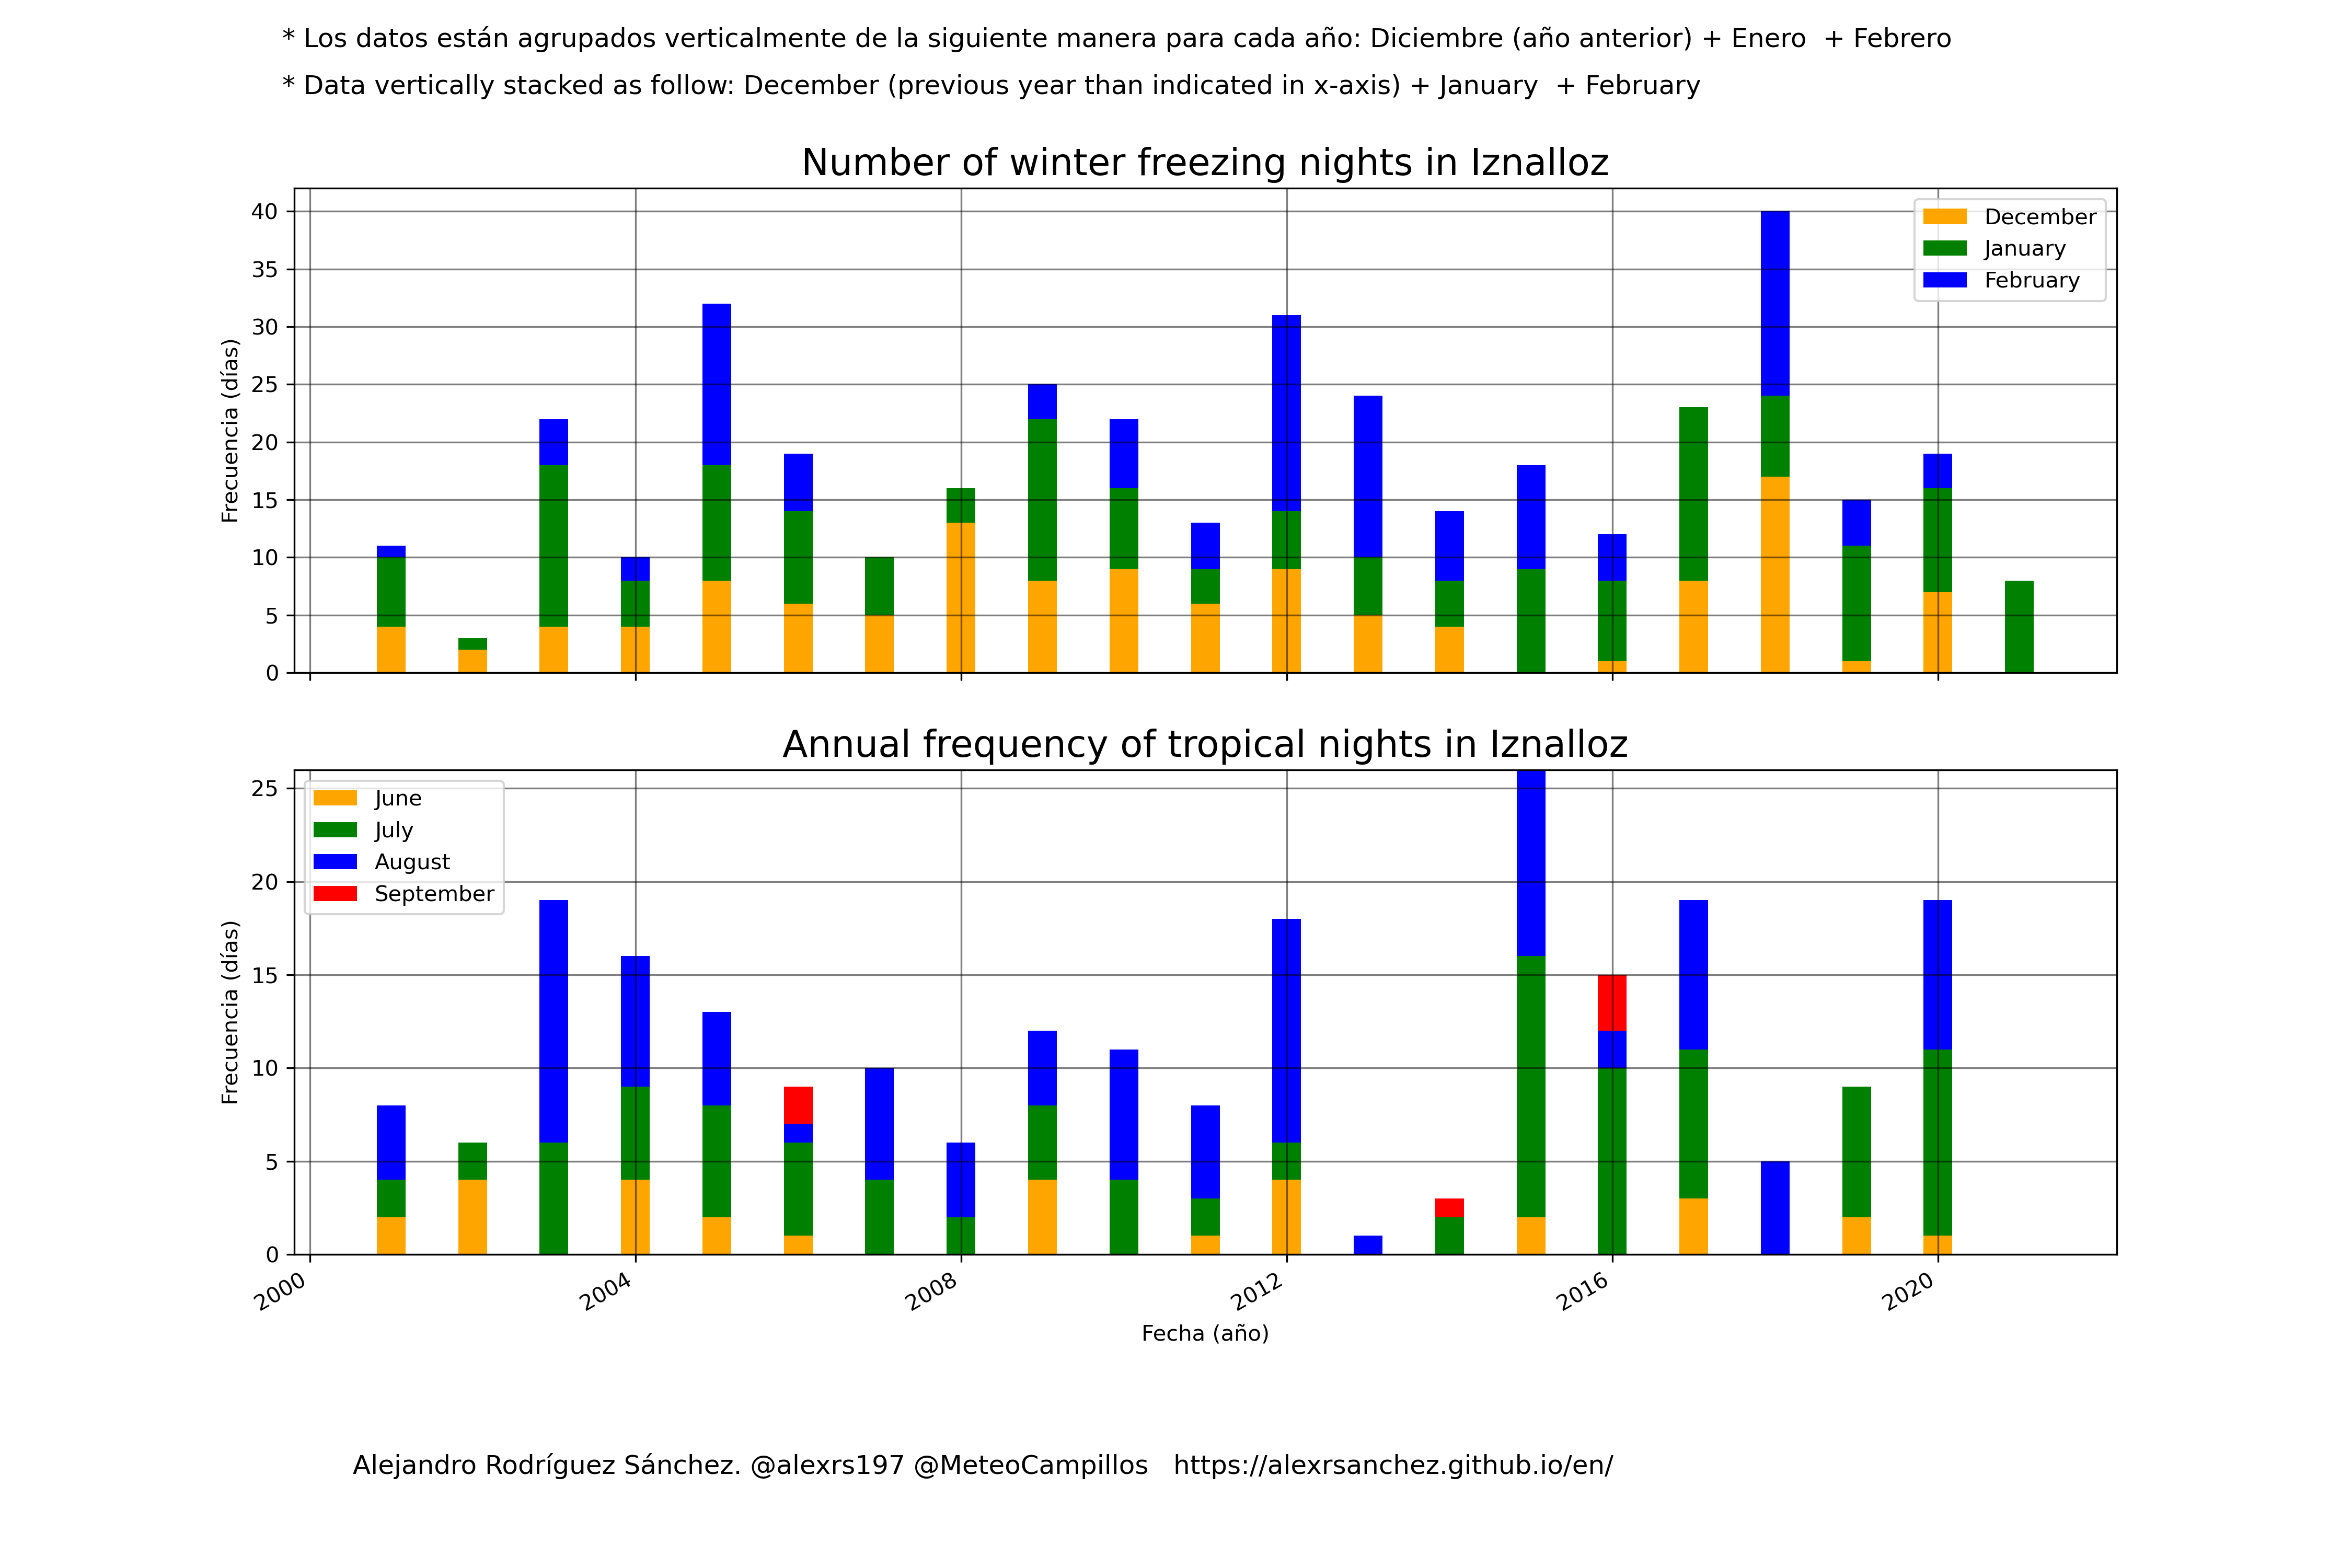 * Los datos están agrupados verticalmente de la siguiente manera para cada año: Diciembre (año anterior) + Enero  + Febrero
* Data vertically stacked as follow: December (previous year than indicated in x-axis) + January  + February
Number of winter freezing nights in Iznalloz
40
35
30
25
20
15
10
5
0
Frecuencia (días)
December
January
February
Annual frequency of tropical nights in Iznalloz
25
20
15
10
5
0
Frecuencia (días)
June
July
August
September
2000
2004
2008
2012
2016
2020
Fecha (año)
Alejandro Rodríguez Sánchez. @alexrs197 @MeteoCampillos   https://alexrsanchez.github.io/en/